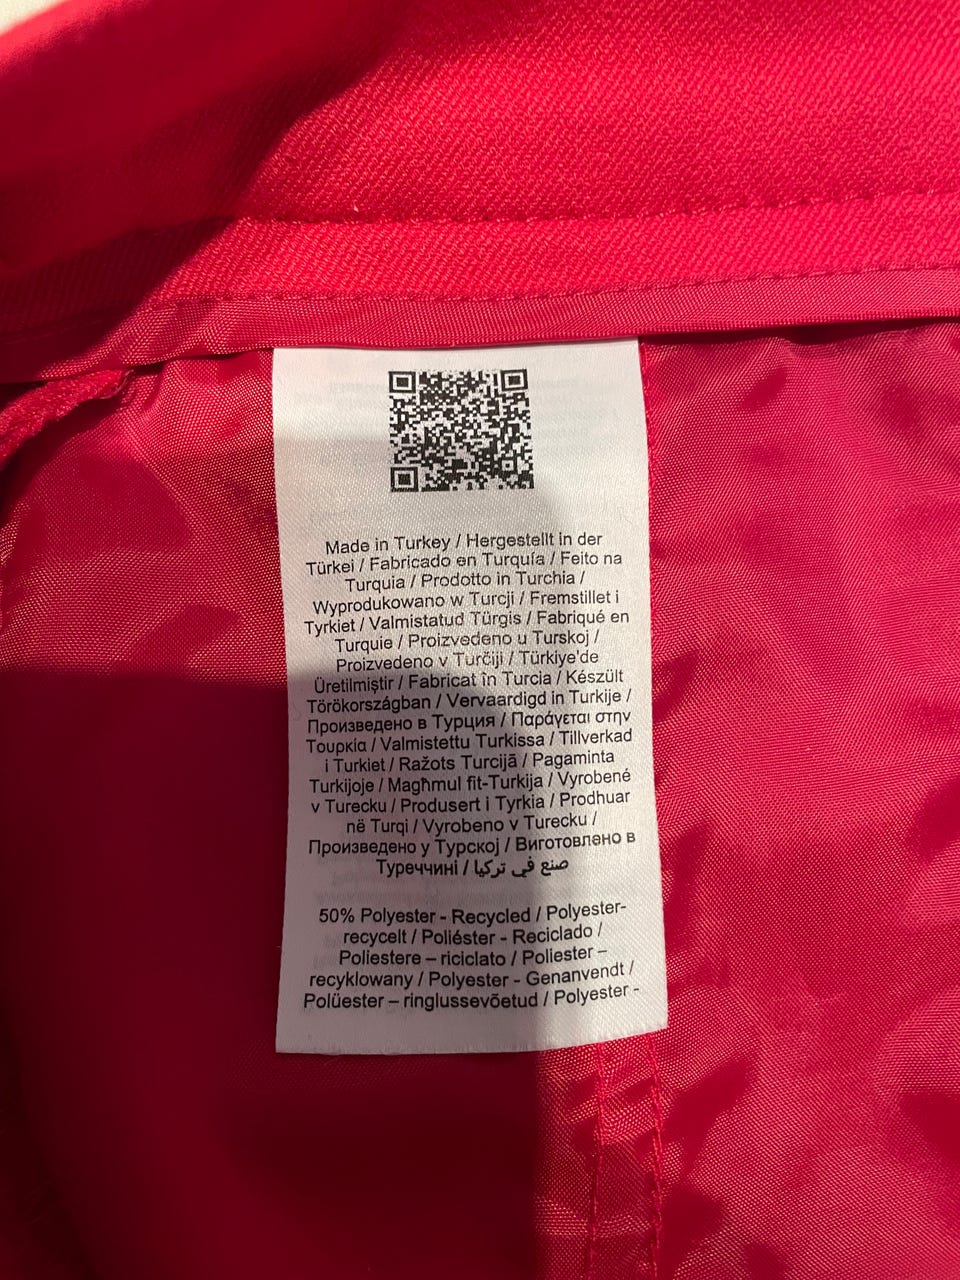 Made in Turkey / Hergestellt in der
Türkei / Fabricado en Turquía / Feito na
Turquia / Prodotto in Turchia /
Wyprodukowano w Turcji / Fremstillet i
Tyrkiet / Valmistatud Türgis / Fabriqué en
Turquie / Proizvedeno u Turskoj /
Proizvedeno v Turčiji / Türkiye'de
Üretilmiştir / Fabricat în Turcia / Készült
Törökországban / Vervaardigd in Turkije /
Произведено в Турция / Παράγεται στην
Τουρκία / Valmistettu Turkissa / Tillverkad
i Turkiet / Ražots Turcijā / Pagaminta
Turkijoje / Magħmul fit-Turkija / Vyrobené
v Turecku / Produsert i Tyrkia / Prodhuar
në Turqi / Vyrobeno v Turecku /
Произведено у Турској / Виготовлено в
Туреччині / صنع في تركيا
50% Polyester - Recycled / Polyester-
recycelt / Poliéster - Reciclado /
Poliestere – riciclato / Poliester –
recyklowany / Polyester - Genanvendt /
Polüester – ringlussevõetud / Polyester -